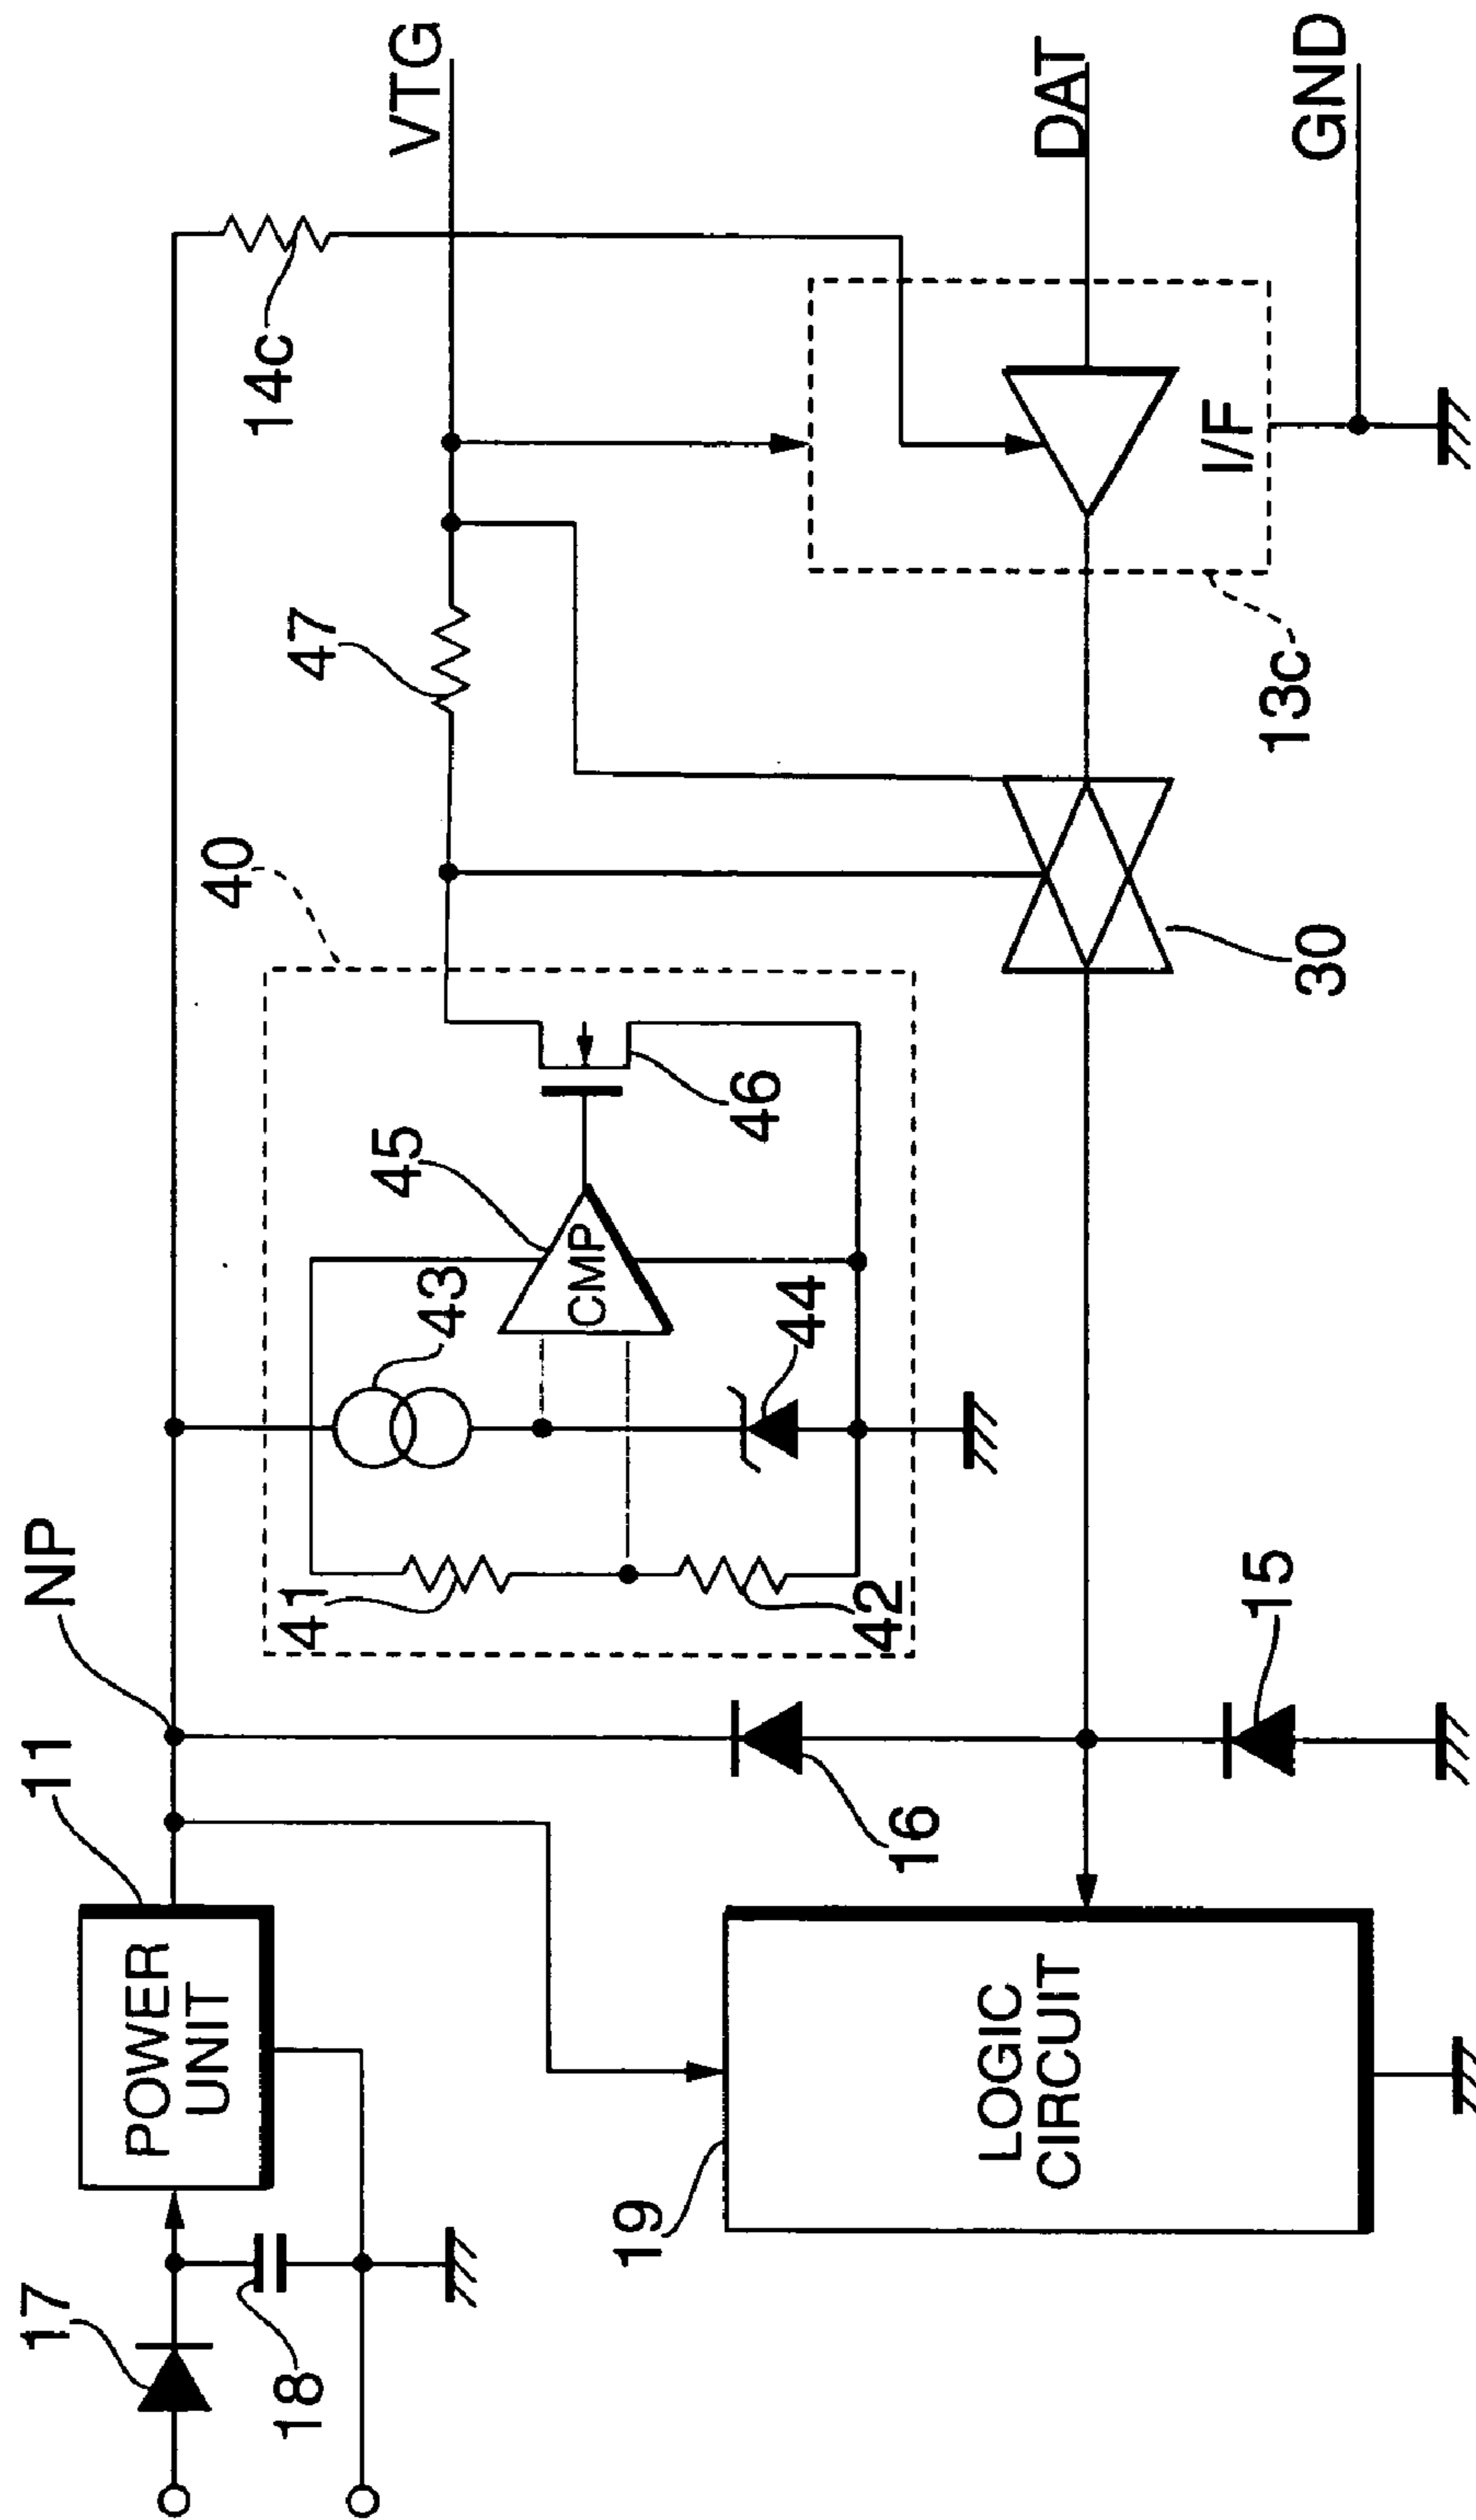 17
18
11
POWER
UNIT
NP
19
LOGIC
CIRCUIT
16
15
40
41
42
43
44
45
CMP
46
47
30
14c
13c
I/F
VTG
DAT
GND